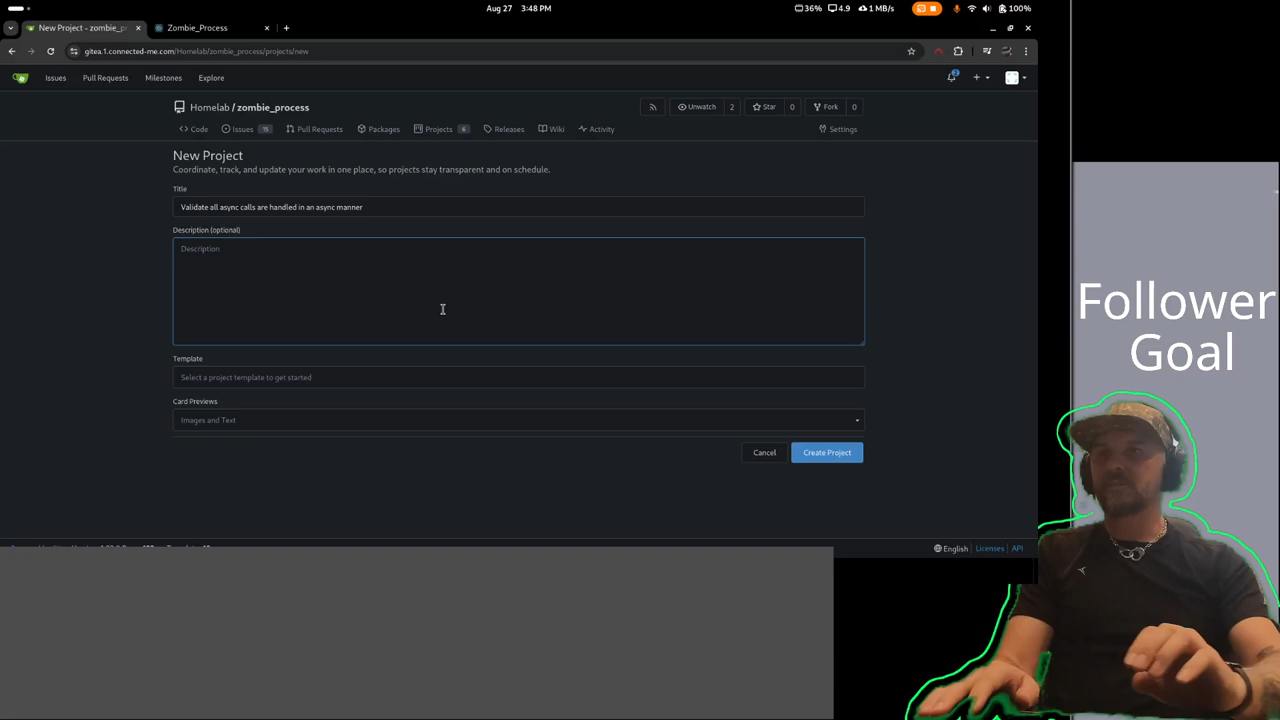 Aug 27 3:48 PM
36% 4.9 1 MB/s 100%
New Project - zombie_p
Zombie_Process
gitea.1.connected-me.com/Homelab/zombie_process/projects/new
Issues Pull Requests Milestones Explore
Homelab / zombie_process
Unwatch 2 Star 0 Fork 0
Code Issues 15 Pull Requests Packages Projects 6 Releases Wiki Activity Settings
New Project
Coordinate, track, and update your work in one place, so projects stay transparent and on schedule.
Title
Validate all async calls are handled in an async manner
Description (optional)
Description
Template
Select a project template to get started
Card Previews
Images and Text
Cancel Create Project
English Licenses API
Follower
Goal